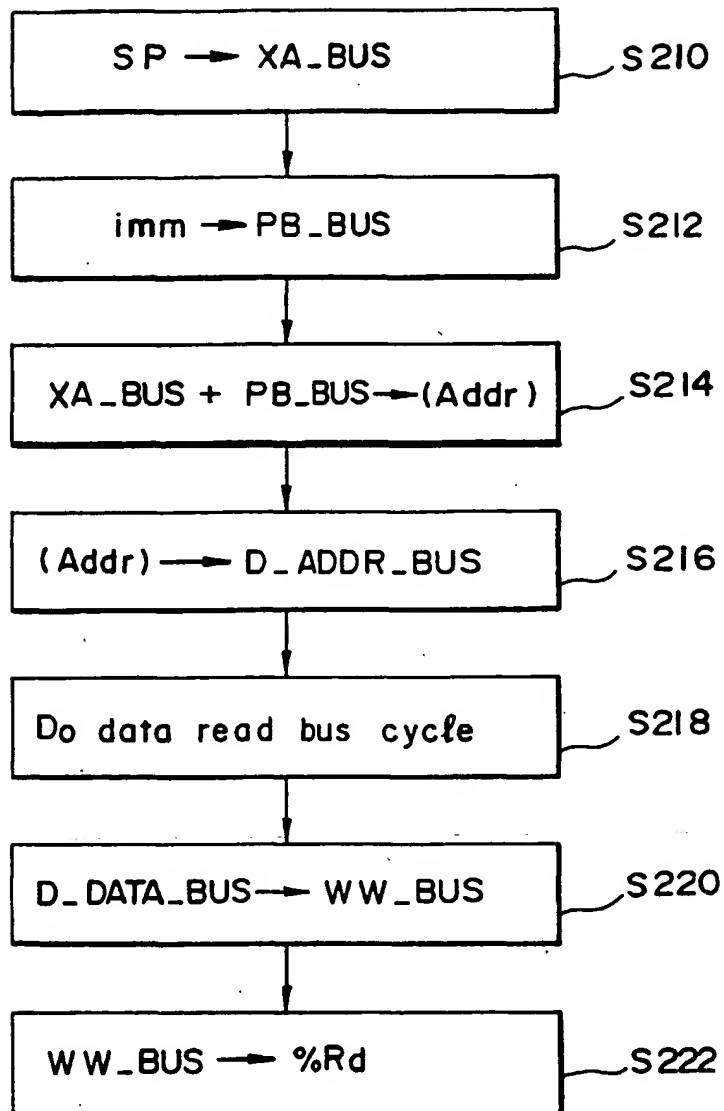 SP → XA_BUS S210
imm → PB_BUS S212
XA_BUS + PB_BUS → (Addr) S214
(Addr) → D_ADDR_BUS S216
Do data read bus cycle S218
D_DATA_BUS → WW_BUS S220
WW_BUS → %Rd S222